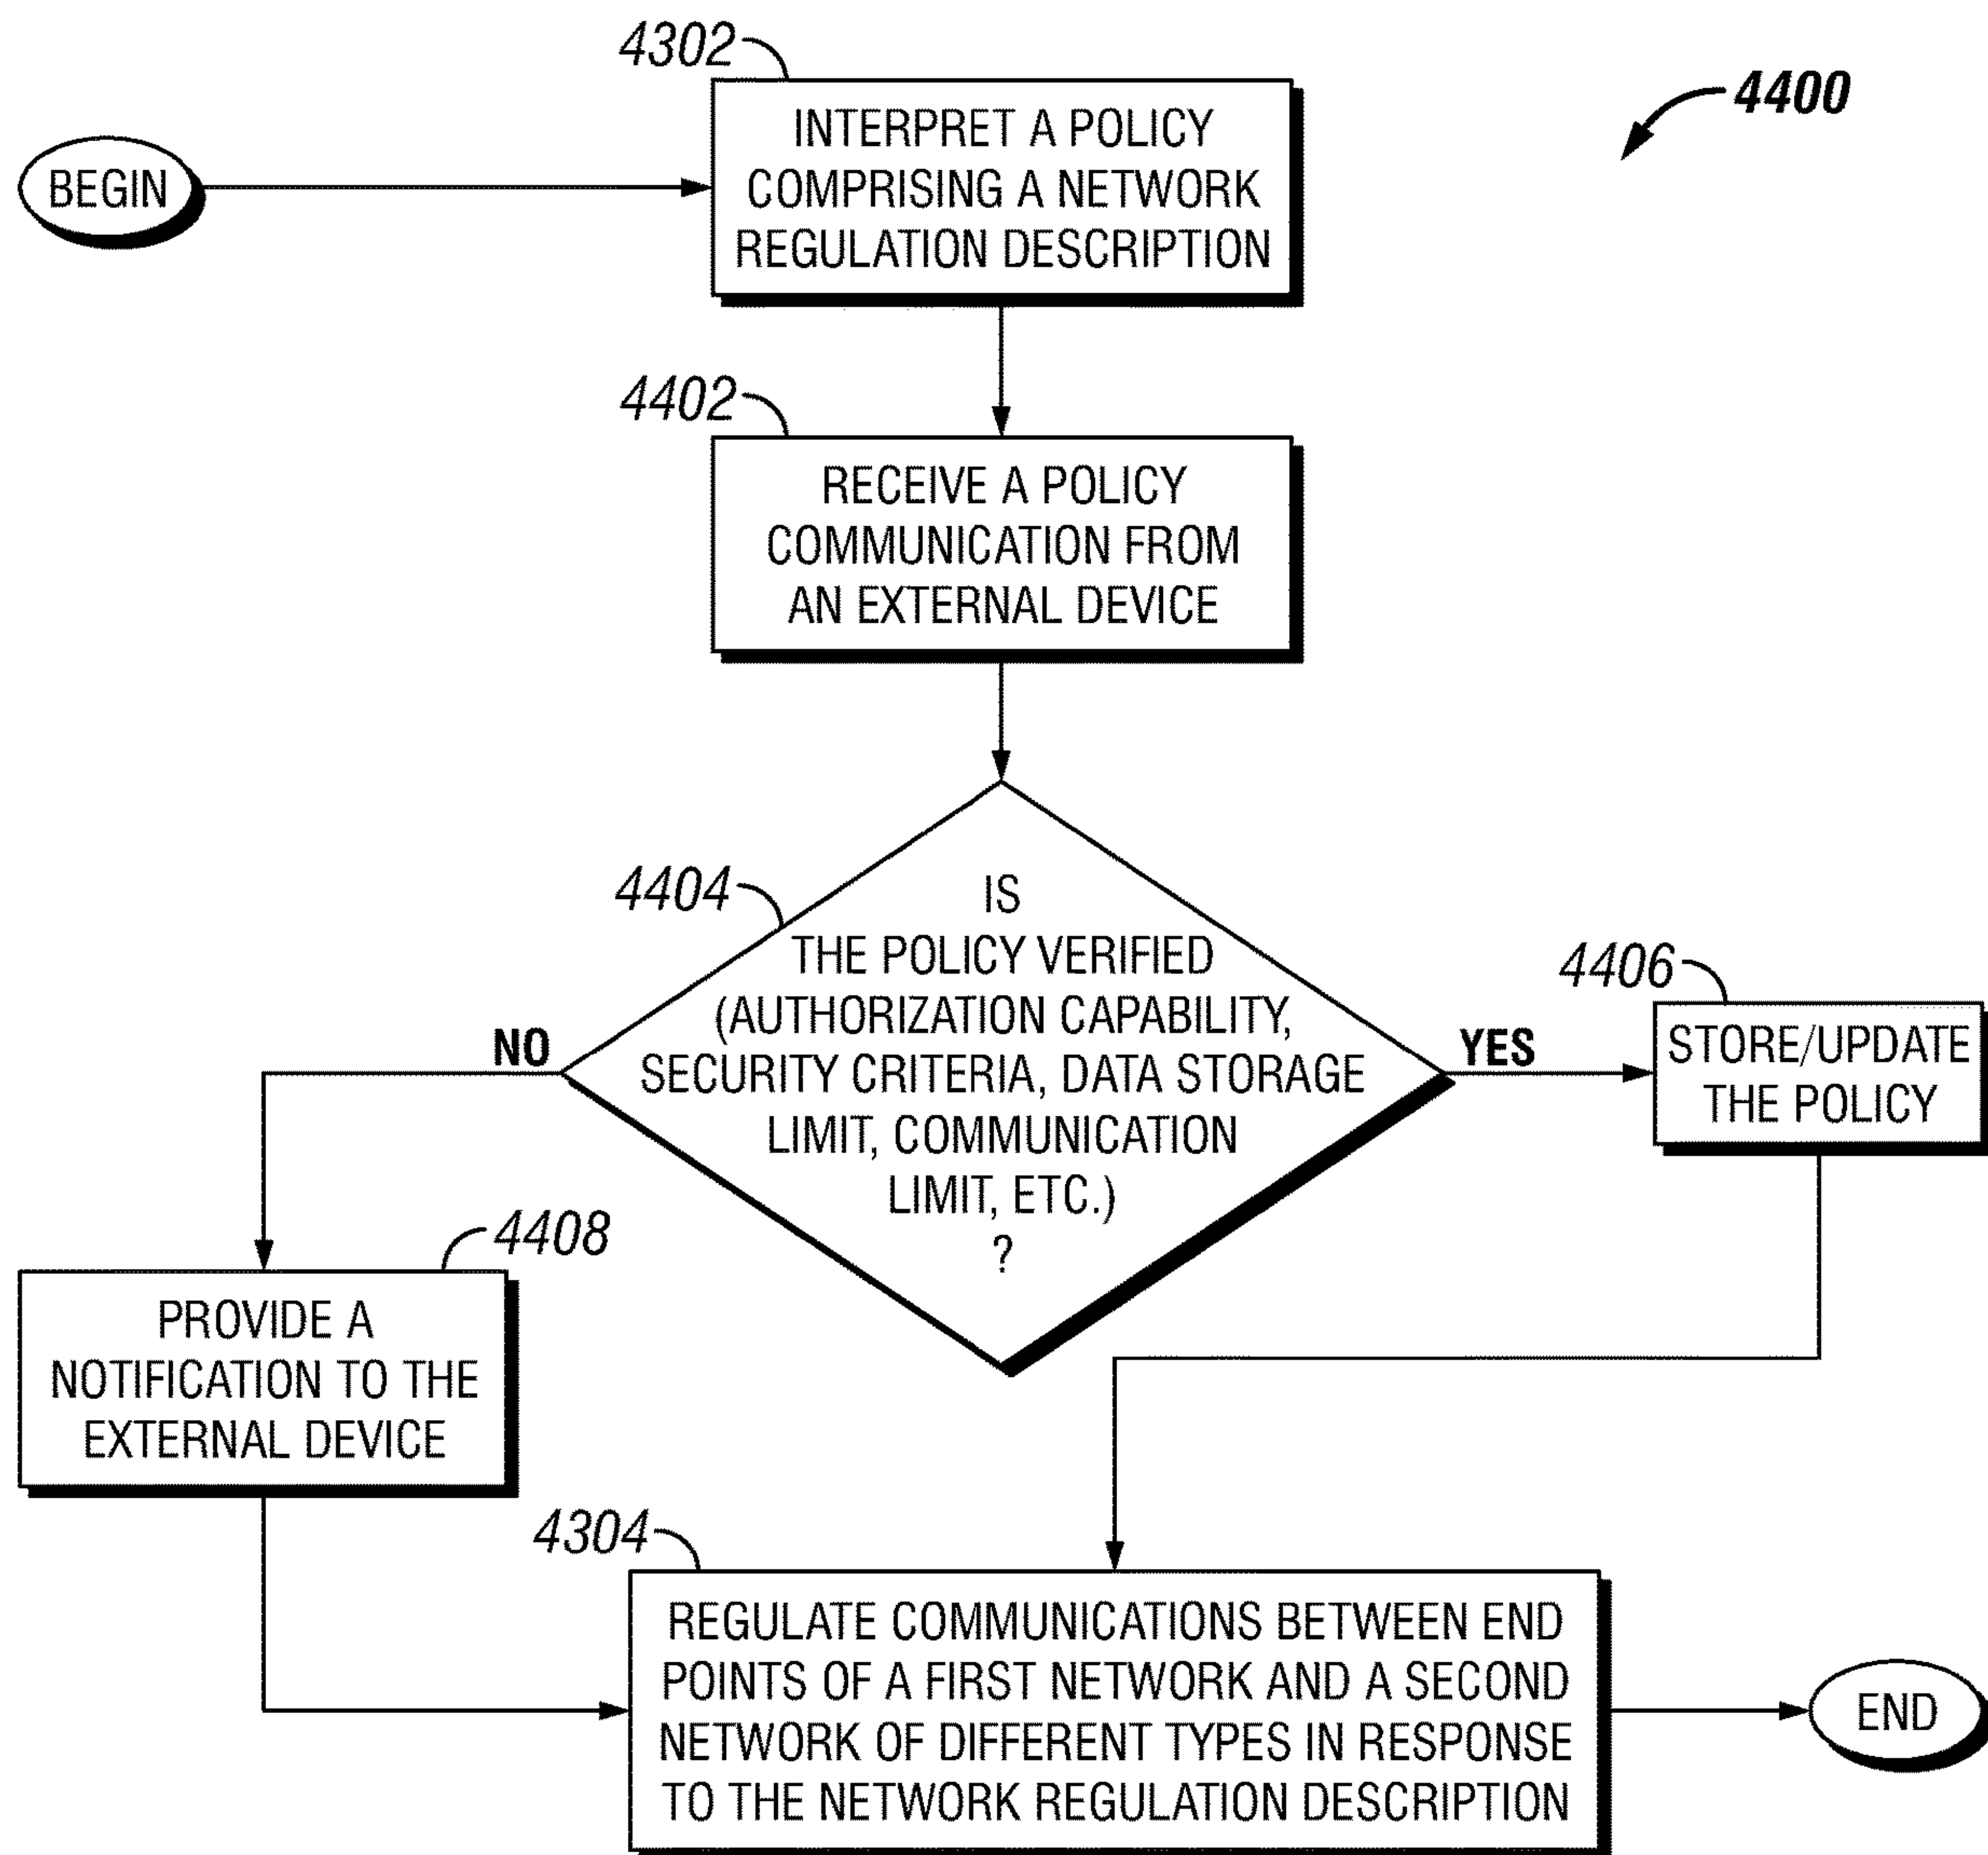 4302
4400
BEGIN
INTERPRET A POLICY
COMPRISING A NETWORK
REGULATION DESCRIPTION
4402
RECEIVE A POLICY
COMMUNICATION FROM
AN EXTERNAL DEVICE
4404
IS
THE POLICY VERIFIED
(AUTHORIZATION CAPABILITY,
SECURITY CRITERIA, DATA STORAGE
LIMIT, COMMUNICATION
LIMIT, ETC.)
?
NO
YES
4406
STORE/UPDATE
THE POLICY
4408
PROVIDE A
NOTIFICATION TO THE
EXTERNAL DEVICE
4304
REGULATE COMMUNICATIONS BETWEEN END
POINTS OF A FIRST NETWORK AND A SECOND
NETWORK OF DIFFERENT TYPES IN RESPONSE
TO THE NETWORK REGULATION DESCRIPTION
END